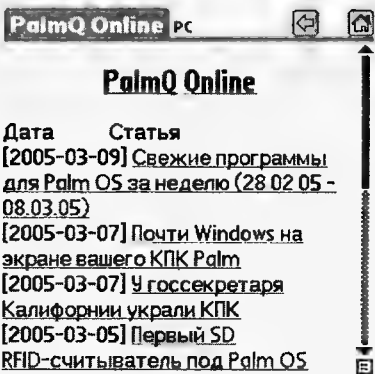 PalmQ Online PC
PalmQ Online
Дата Статья
[2005-03-09] Свежие программы
для Palm OS за неделю (28 02 05 -
08.03.05)
[2005-03-07] Почти Windows на
экране вашего КПК Palm
[2005-03-07] У госсекретаря
Калифорнии украли КПК
[2005-03-05] Первый SD
RFID-считыватель под Palm OS